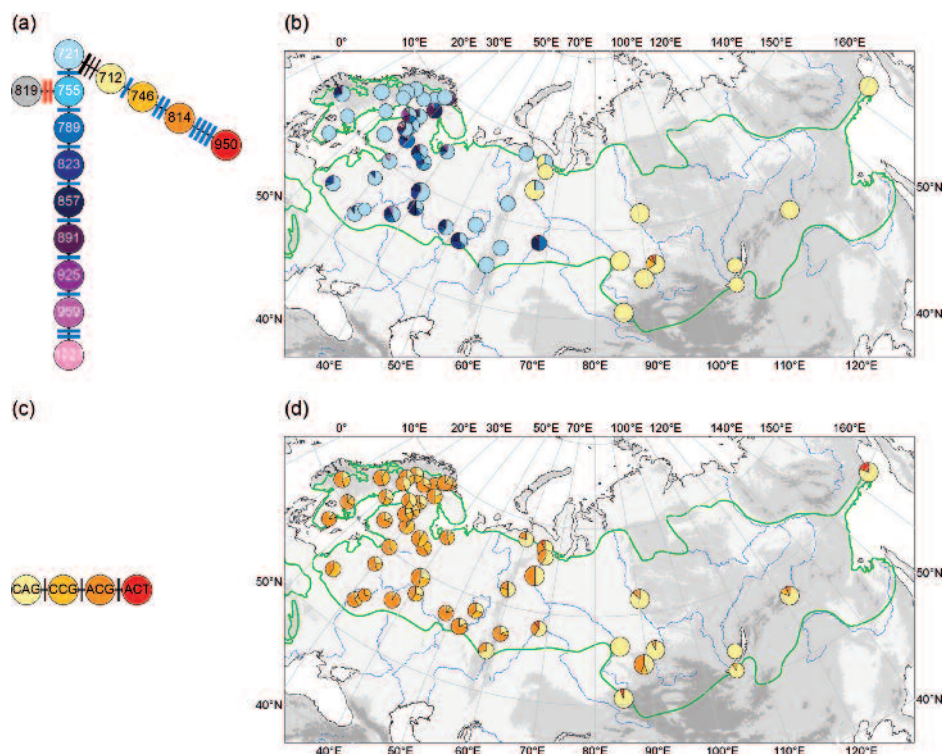 (a)
721
712
819
755
746
814
950
789
823
857
891
925
969
(b)
0° 10°E 20°E 30°E 50°E 70°E 100°E 120°E 160°E
50°N
40°N
50°N
40°N
40°E 50°E 60°E 70°E 80°E 90°E 100°E 110°E 120°E
(c)
CAG CCG ACG ACT
(d)
0° 10°E 20°E 30°E 50°E 70°E 100°E 120°E 140°E 150°E 160°E
50°N
40°N
50°N
40°N
30°E 40°E 50°E 60°E 70°E 80°E 90°E 100°E 110°E 120°E